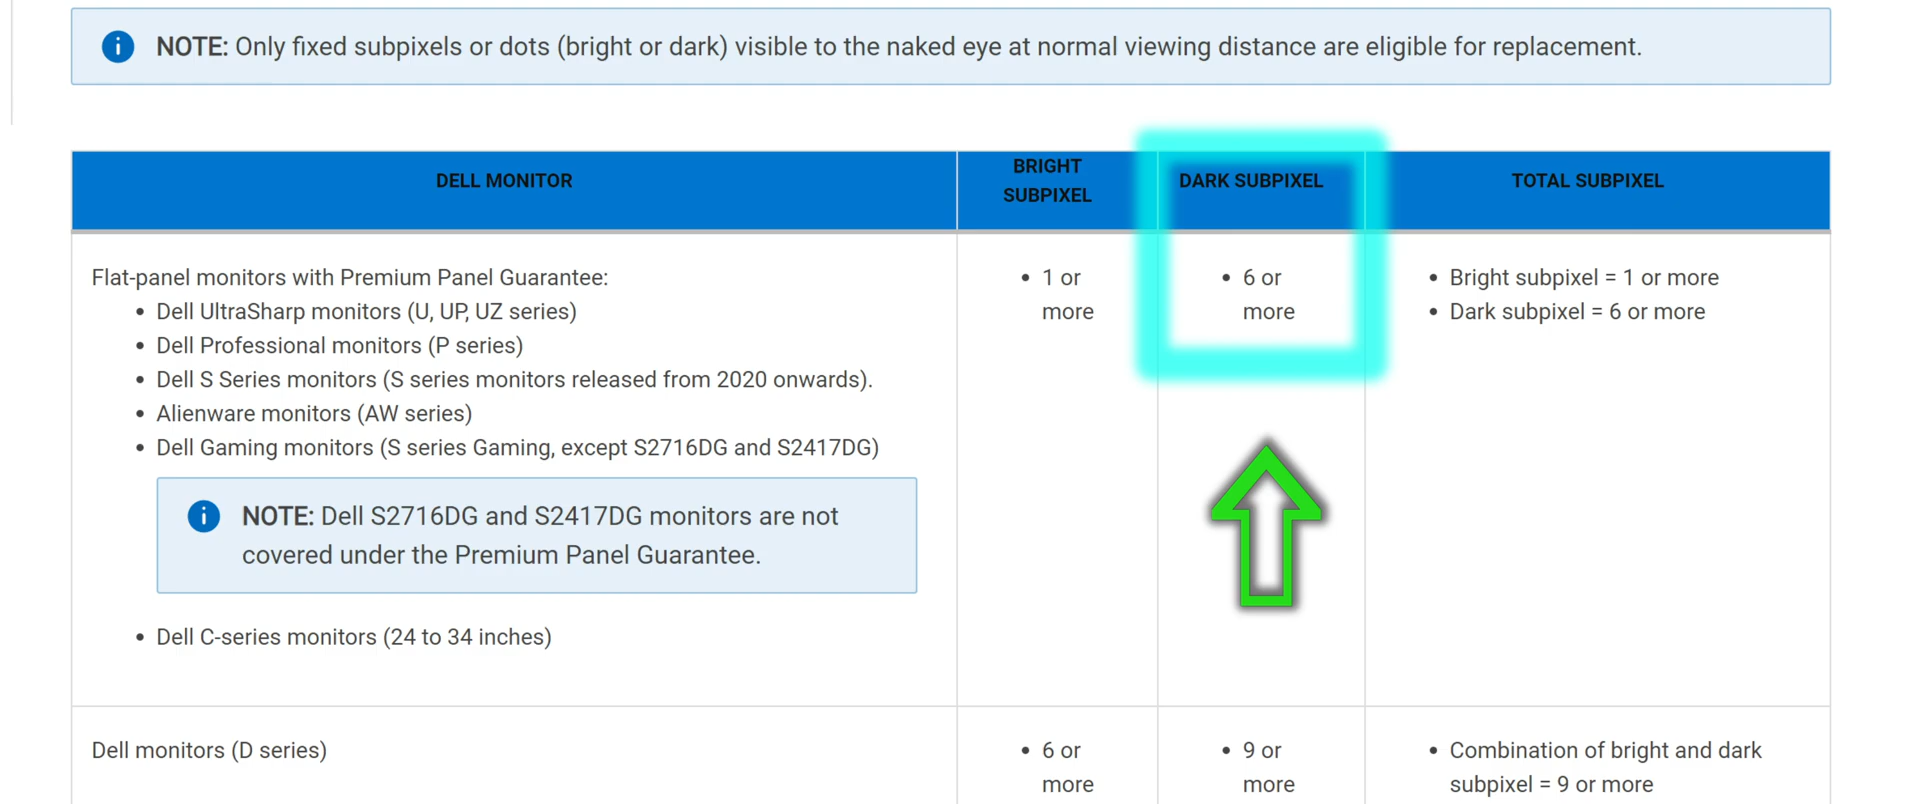 NOTE: Only fixed subpixels or dots (bright or dark) visible to the naked eye at normal viewing distance are eligible for replacement.
DELL MONITOR
BRIGHT
SUBPIXEL
DARK SUBPIXEL
TOTAL SUBPIXEL
Flat-panel monitors with Premium Panel Guarantee:
• Dell UltraSharp monitors (U, UP, UZ series)
• Dell Professional monitors (P series)
• Dell S Series monitors (S series monitors released from 2020 onwards).
• Alienware monitors (AW series)
• Dell Gaming monitors (S series Gaming, except S2716DG and S2417DG)
NOTE: Dell S2716DG and S2417DG monitors are not
covered under the Premium Panel Guarantee.
• Dell C-series monitors (24 to 34 inches)
• 1 or
more
• 6 or
more
• Bright subpixel = 1 or more
• Dark subpixel = 6 or more
Dell monitors (D series)
• 6 or
more
• 9 or
more
• Combination of bright and dark
subpixel = 9 or more